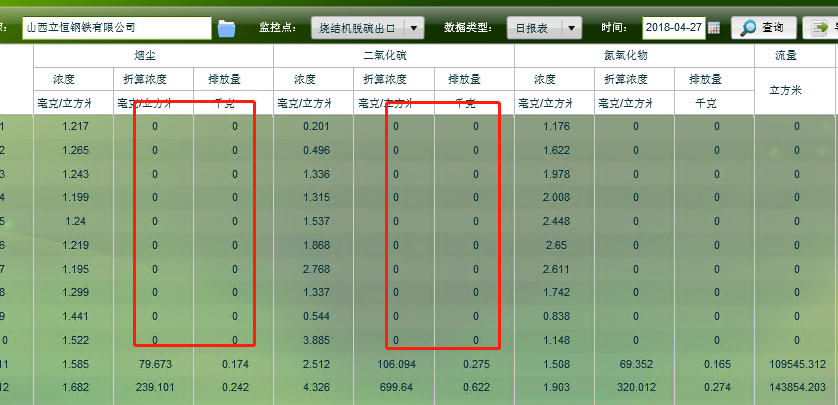 山西立恒钢铁有限公司 监控点: 烧结机脱硫出口 数据类型: 日报表 时间: 2018-04-27 查询
烟尘 二氧化硫 氮氧化物 流量
浓度 折算浓度 排放量 浓度 折算浓度 排放量 浓度 折算浓度 排放量 立方米
毫克/立方米 毫克/立方米 千克 毫克/立方米 毫克/立方米 千克 毫克/立方米 毫克/立方米 千克
1 1.217 0 0 0.201 0 0 1.176 0 0 0
2 1.265 0 0 0.496 0 0 1.622 0 0 0
3 1.243 0 0 1.336 0 0 1.978 0 0 0
4 1.199 0 0 1.315 0 0 2.008 0 0 0
5 1.24 0 0 1.537 0 0 2.448 0 0 0
6 1.219 0 0 1.868 0 0 2.65 0 0 0
7 1.195 0 0 2.768 0 0 2.611 0 0 0
8 1.299 0 0 1.337 0 0 1.742 0 0 0
9 1.441 0 0 0.544 0 0 0.838 0 0 0
0 1.522 0 0 3.885 0 0 1.148 0 0 0
11 1.585 79.673 0.174 2.512 106.094 0.275 1.508 69.352 0.165 109545.312
12 1.682 239.101 0.242 4.326 699.64 0.622 1.903 320.012 0.274 143854.203